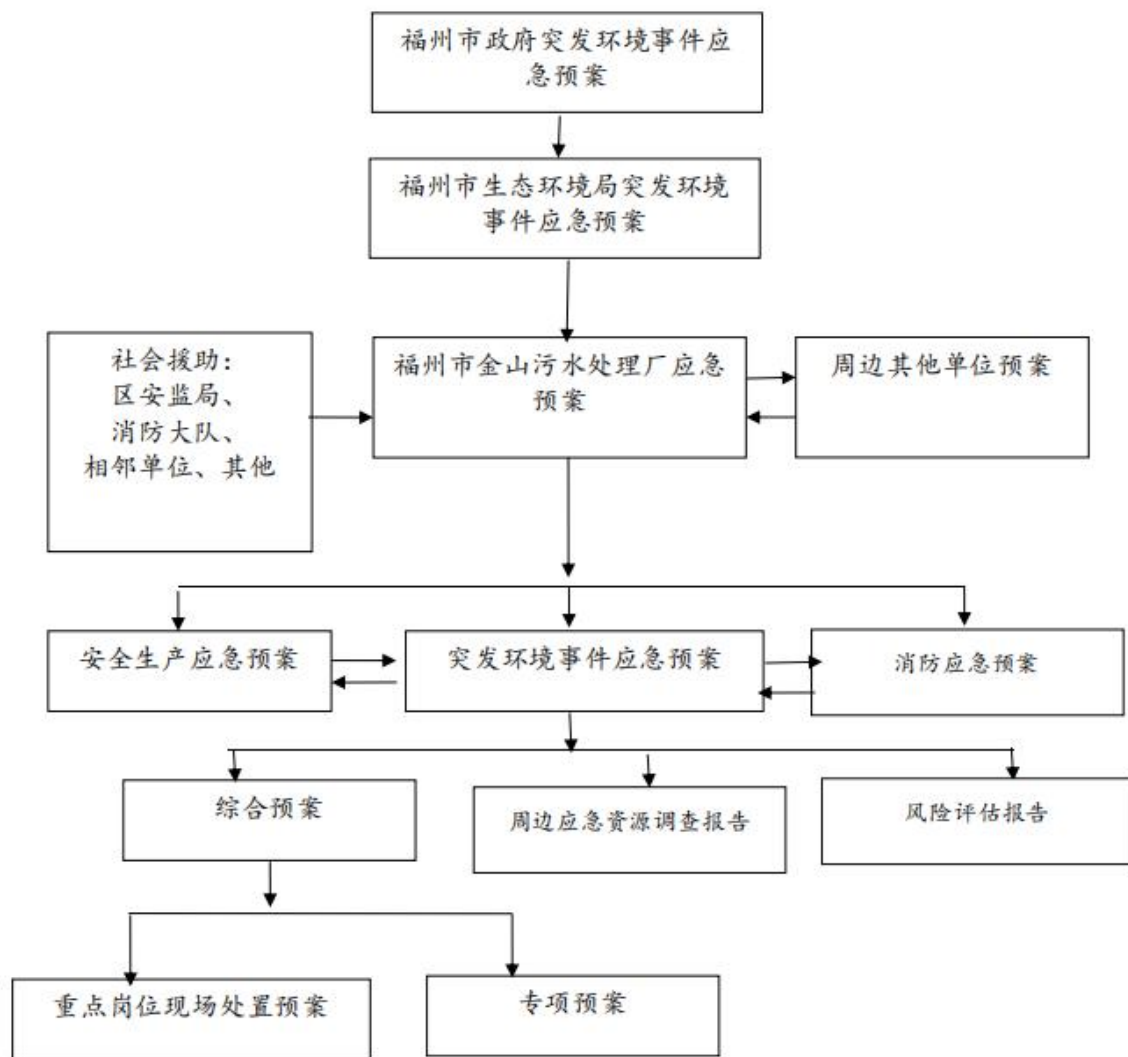 福州市政府突发环境事件应
急预案
福州市生态环境局突发环境
事件应急预案
社会援助：
区安监局、
消防大队、
相邻单位、其他
福州市金山污水处理厂应急
预案
周边其他单位预案
安全生产应急预案
突发环境事件应急预案
消防应急预案
综合预案
周边应急资源调查报告
风险评估报告
重点岗位现场处置预案
专项预案